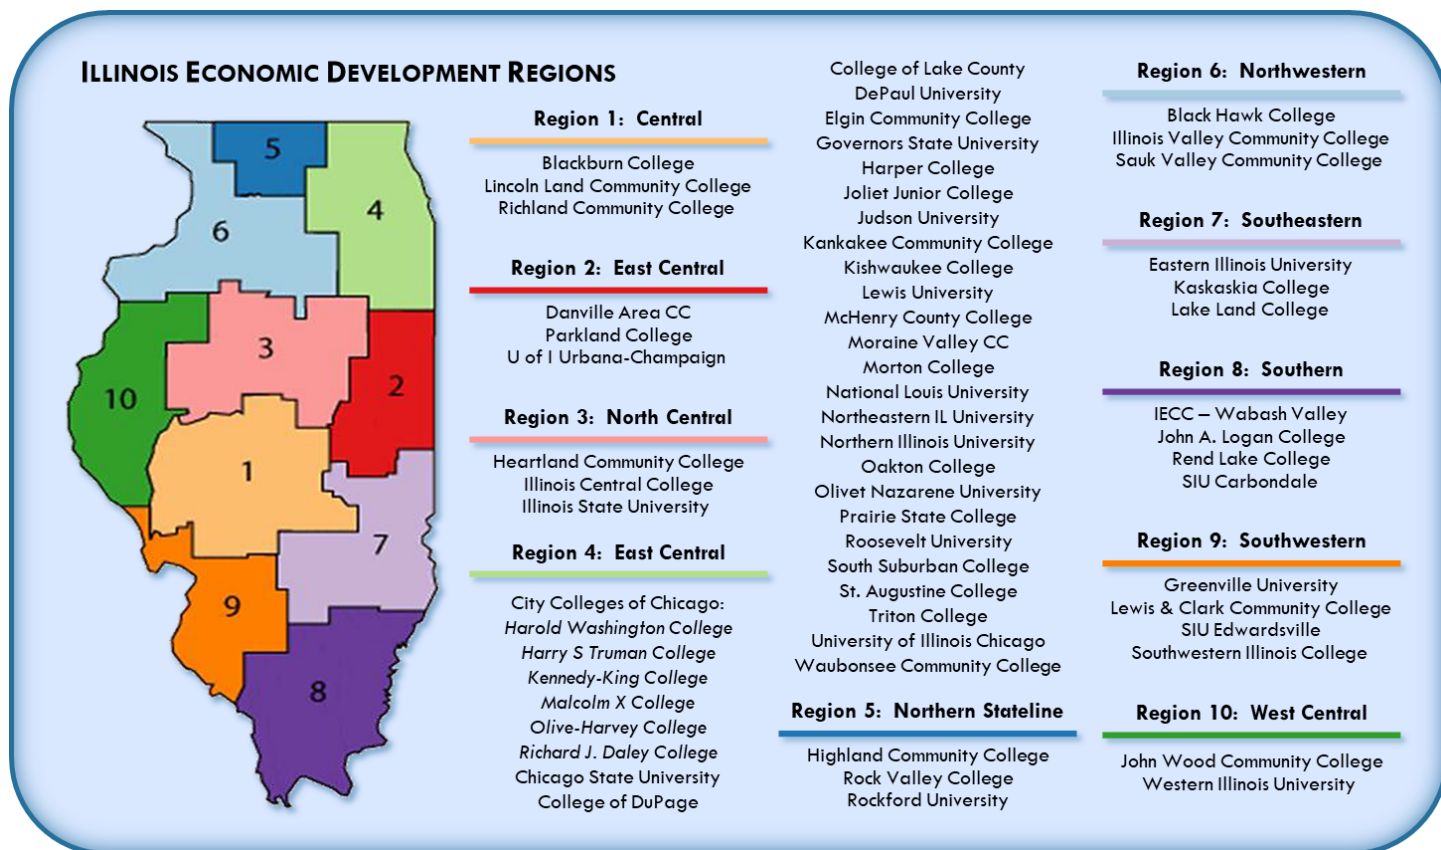 ILLINOIS ECONOMIC DEVELOPMENT REGIONS
5
4
6
3
2
10
1
7
9
8
Region 1: Central
Blackburn College
Lincoln Land Community College
Richland Community College
Region 2: East Central
Danville Area CC
Parkland College
U of I Urbana-Champaign
Region 3: North Central
Heartland Community College
Illinois Central College
Illinois State University
Region 4: East Central
City Colleges of Chicago:
Harold Washington College
Harry S Truman College
Kennedy-King College
Malcolm X College
Olive-Harvey College
Richard J. Daley College
Chicago State University
College of DuPage
College of Lake County
DePaul University
Elgin Community College
Governors State University
Harper College
Joliet Junior College
Judson University
Kankakee Community College
Kishwaukee College
Lewis University
McHenry County College
Moraine Valley CC
Morton College
National Louis University
Northeastern IL University
Northern Illinois University
Oakton College
Olivet Nazarene University
Prairie State College
Roosevelt University
South Suburban College
St. Augustine College
Triton College
University of Illinois Chicago
Waubonsee Community College
Region 5: Northern Stateline
Highland Community College
Rock Valley College
Rockford University
Region 6: Northwestern
Black Hawk College
Illinois Valley Community College
Sauk Valley Community College
Region 7: Southeastern
Eastern Illinois University
Kaskaskia College
Lake Land College
Region 8: Southern
IECC – Wabash Valley
John A. Logan College
Rend Lake College
SIU Carbondale
Region 9: Southwestern
Greenville University
Lewis & Clark Community College
SIU Edwardsville
Southwestern Illinois College
Region 10: West Central
John Wood Community College
Western Illinois University